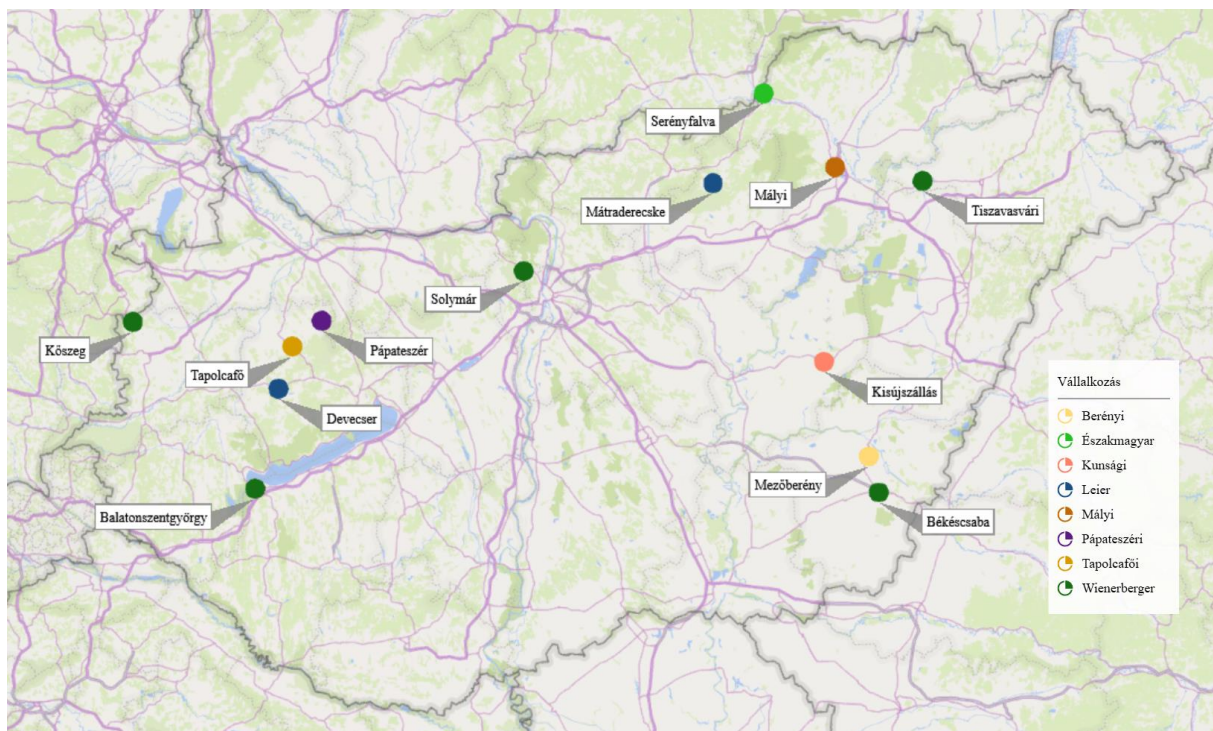 Serényfalva
Mátraderecske
Mályi
Tiszavasvári
Solymár
Kőszeg
Pápateszér
Tapolcafő
Devecser
Kisújszállás
Mezőberény
Balatonszentgyörgy
Békéscsaba
Vállalkozás
Berényi
Északmagyar
Kunsági
Leier
Mályi
Pápateszéri
Tapolcafői
Wienerberger